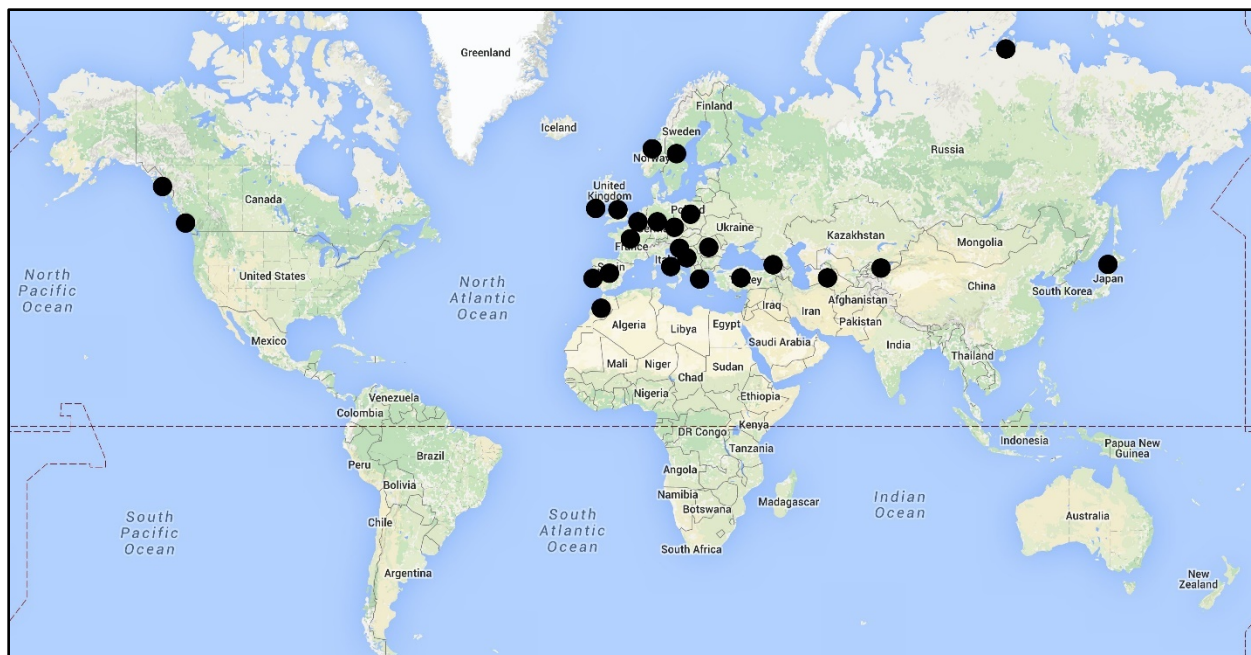 Greenland
Iceland
Finland
Sweden
Norway
Russia
United
Kingdom
Canada
Poland
Ukraine
France
Kazakhstan
Mongolia
North
Pacific
Ocean
United States
North
Atlantic
Ocean
Spain
China
Japan
South Korea
Iraq
Iran
Afghanistan
Pakistan
Algeria
Libya
Egypt
Saudi Arabia
India
Mexico
Mali
Niger
Chad
Sudan
Thailand
Nigeria
Ethiopia
Venezuela
Colombia
DR Congo
Kenya
Tanzania
Indonesia
Papua New
Guinea
Brazil
Peru
Bolivia
Angola
Namibia
Botswana
Madagascar
Indian
Ocean
South
Pacific
Ocean
Chile
South
Atlantic
Ocean
Australia
South Africa
Argentina
New
Zealand